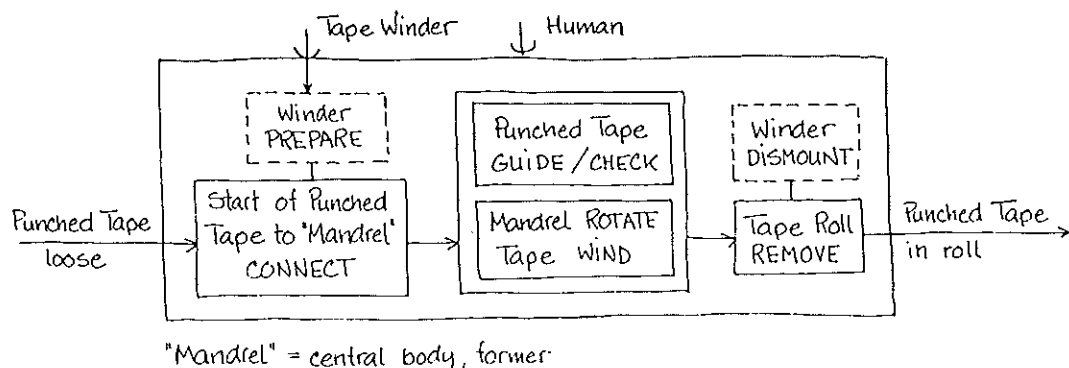 Tape Winder
Human
Winder
PREPARE
Punched Tape
GUIDE/CHECK
Winder
DISMOUNT
Punched Tape
loose
Start of Punched
Tape to "Mandrel"
CONNECT
Mandrel ROTATE
Tape WIND
Tape Roll
REMOVE
Punched Tape
in roll
"Mandrel" = central body, former